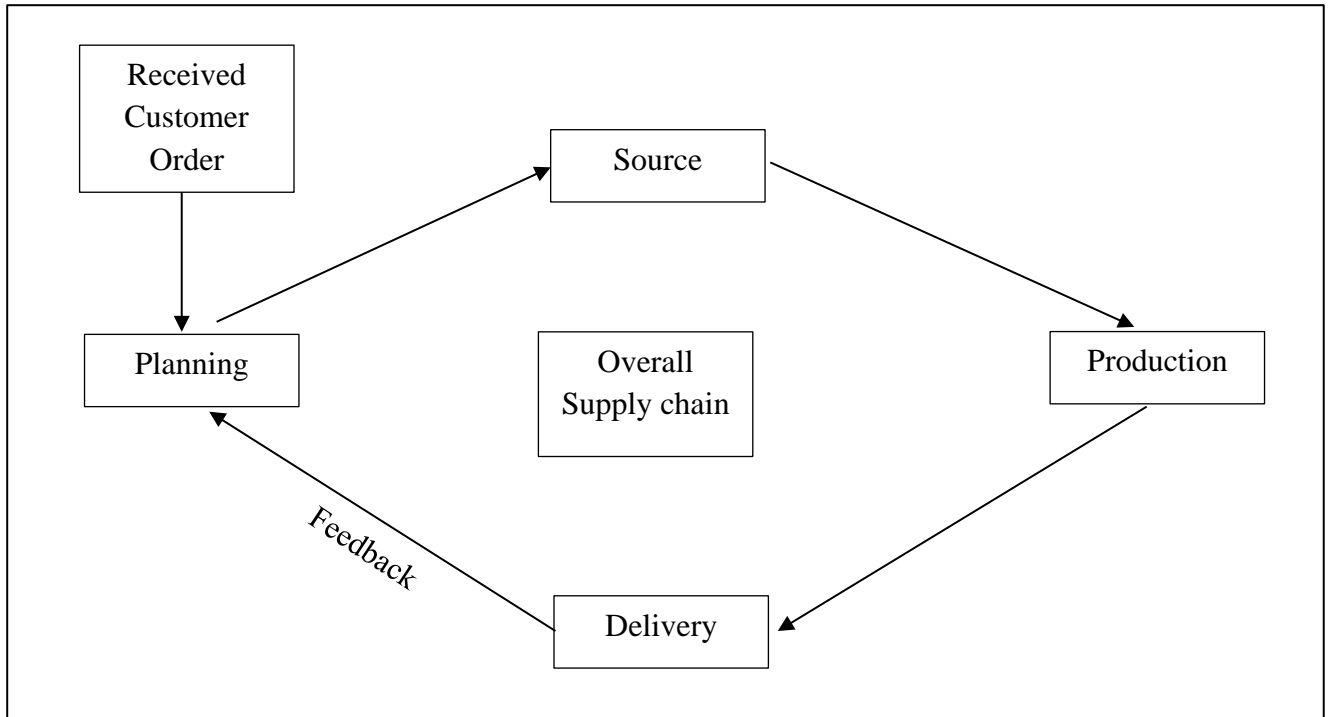 Received
Customer
Order
Source
Planning
Overall
Supply chain
Production
Feedback
Delivery